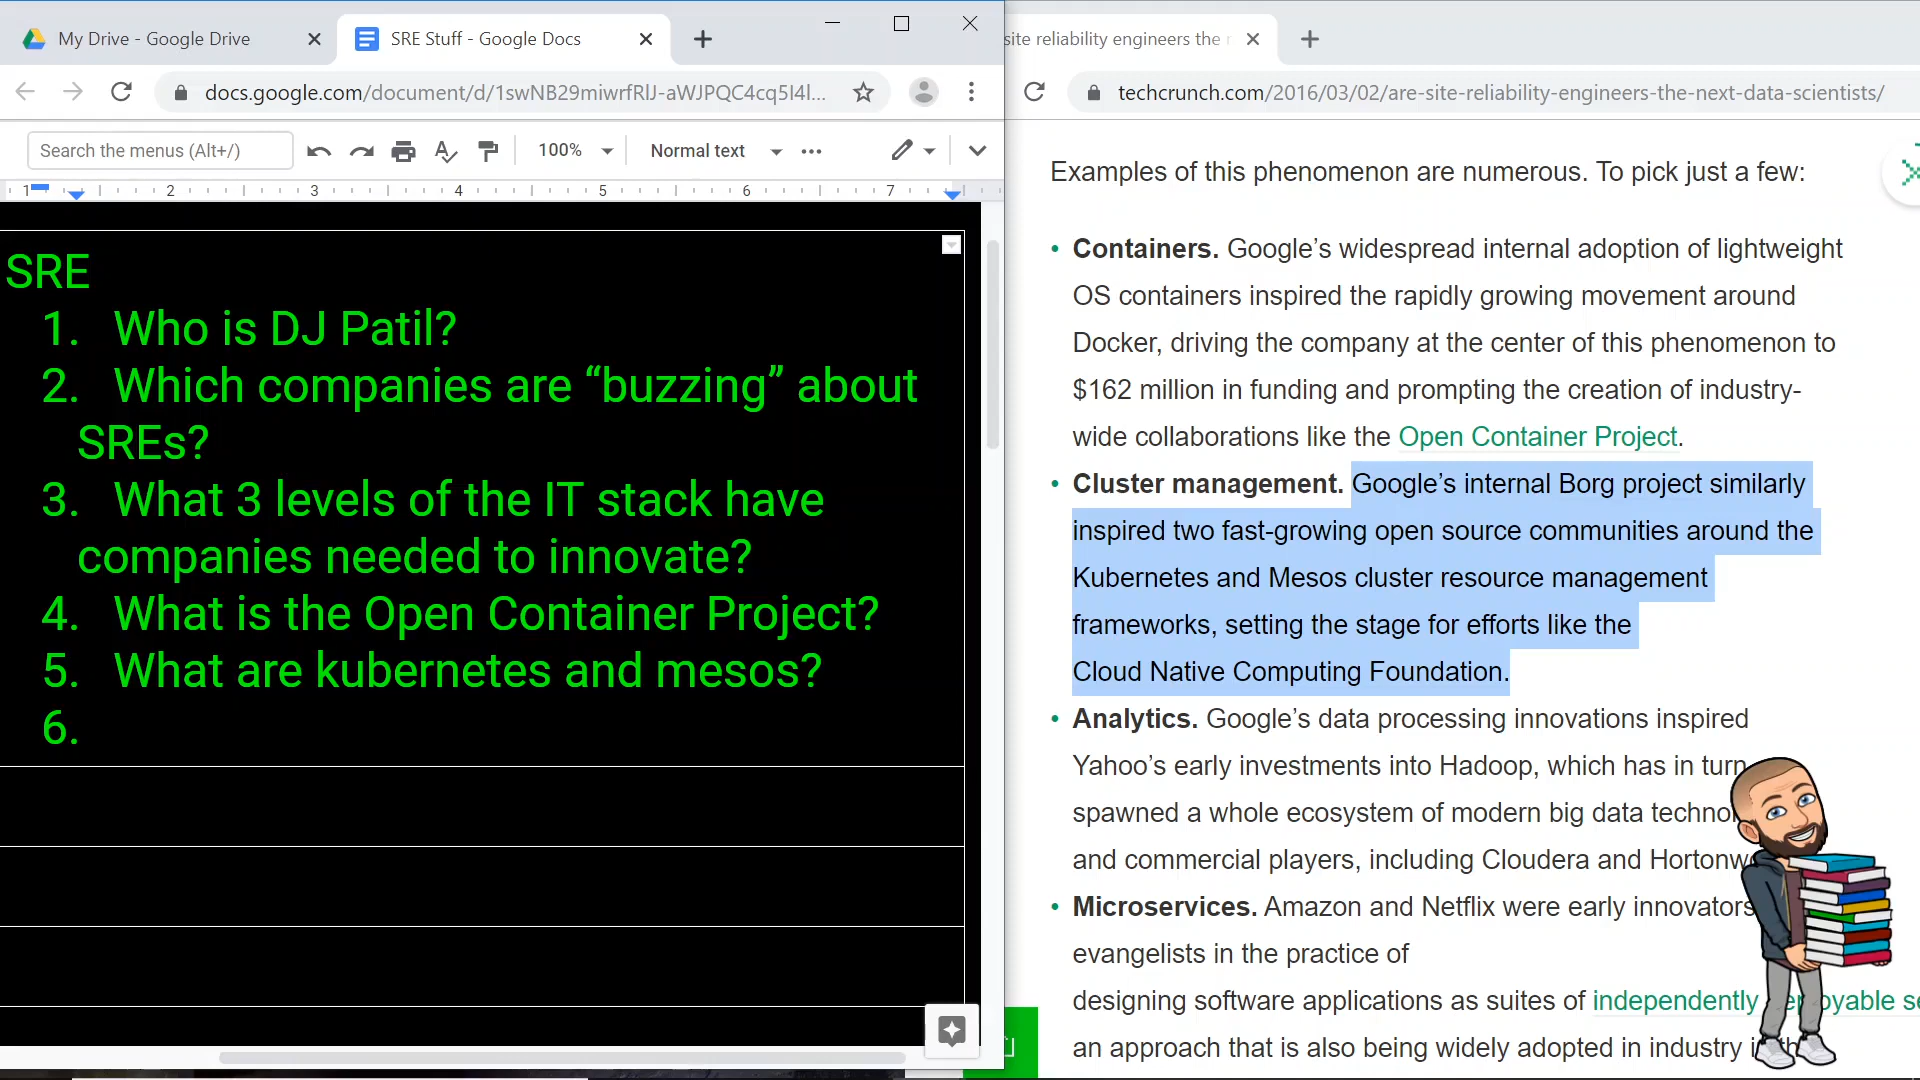 My Drive - Google Drive
SRE Stuff - Google Docs
site reliability engineers the
docs.google.com/document/d/1swNB29miwrfRlJ-aWJPQC4cq5I4l...
techcrunch.com/2016/03/02/are-site-reliability-engineers-the-next-data-scientists/
Search the menus (Alt+/)
100%
Normal text
1 2 3 4 5 6 7
SRE
1. Who is DJ Patil?
2. Which companies are “buzzing” about
SREs?
3. What 3 levels of the IT stack have
companies needed to innovate?
4. What is the Open Container Project?
5. What are kubernetes and mesos?
6.
Examples of this phenomenon are numerous. To pick just a few:
• Containers. Google’s widespread internal adoption of lightweight
OS containers inspired the rapidly growing movement around
Docker, driving the company at the center of this phenomenon to
$162 million in funding and prompting the creation of industry-
wide collaborations like the Open Container Project.
• Cluster management. Google’s internal Borg project similarly
inspired two fast-growing open source communities around the
Kubernetes and Mesos cluster resource management
frameworks, setting the stage for efforts like the
Cloud Native Computing Foundation.
• Analytics. Google’s data processing innovations inspired
Yahoo’s early investments into Hadoop, which has in turn
spawned a whole ecosystem of modern big data
and commercial players, including Cloudera and
• Microservices. Amazon and Netflix were early innovators
evangelists in the practice of
designing software applications as suites of independently
an approach that is also being widely adopted in industry